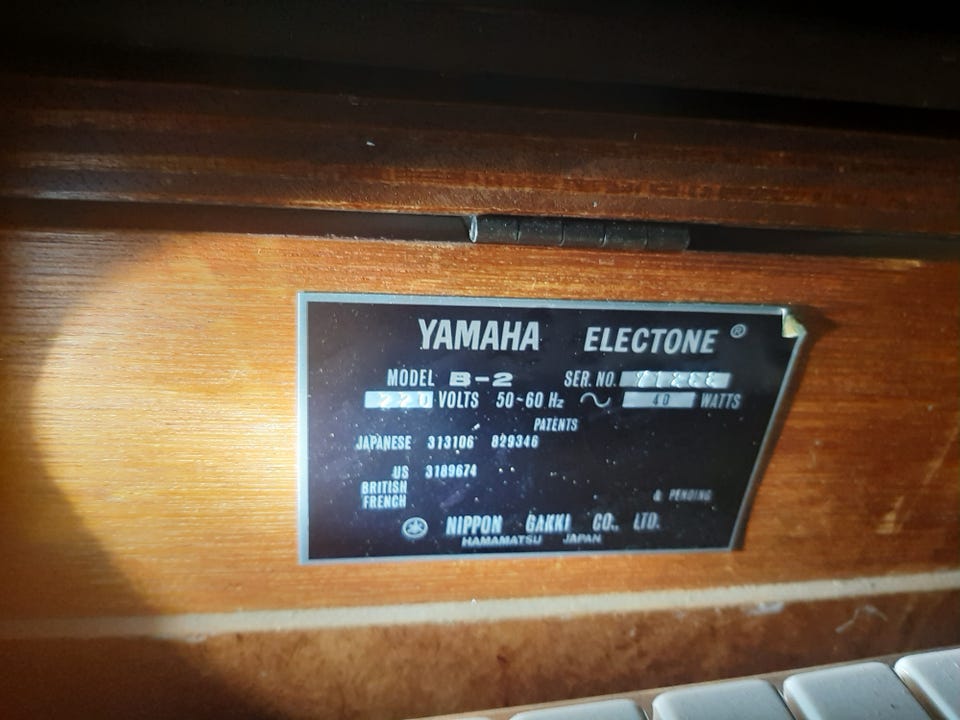 YAMAHA ELECTONE ®
MODEL B-2 SER. NO.
220 VOLTS 50~60 Hz ~ 40 WATTS
PATENTS
JAPANESE 313106 829346
US 3189674
BRITISH
FRENCH & PENDING
NIPPON GAKKI CO., LTD.
HAMAMATSU JAPAN